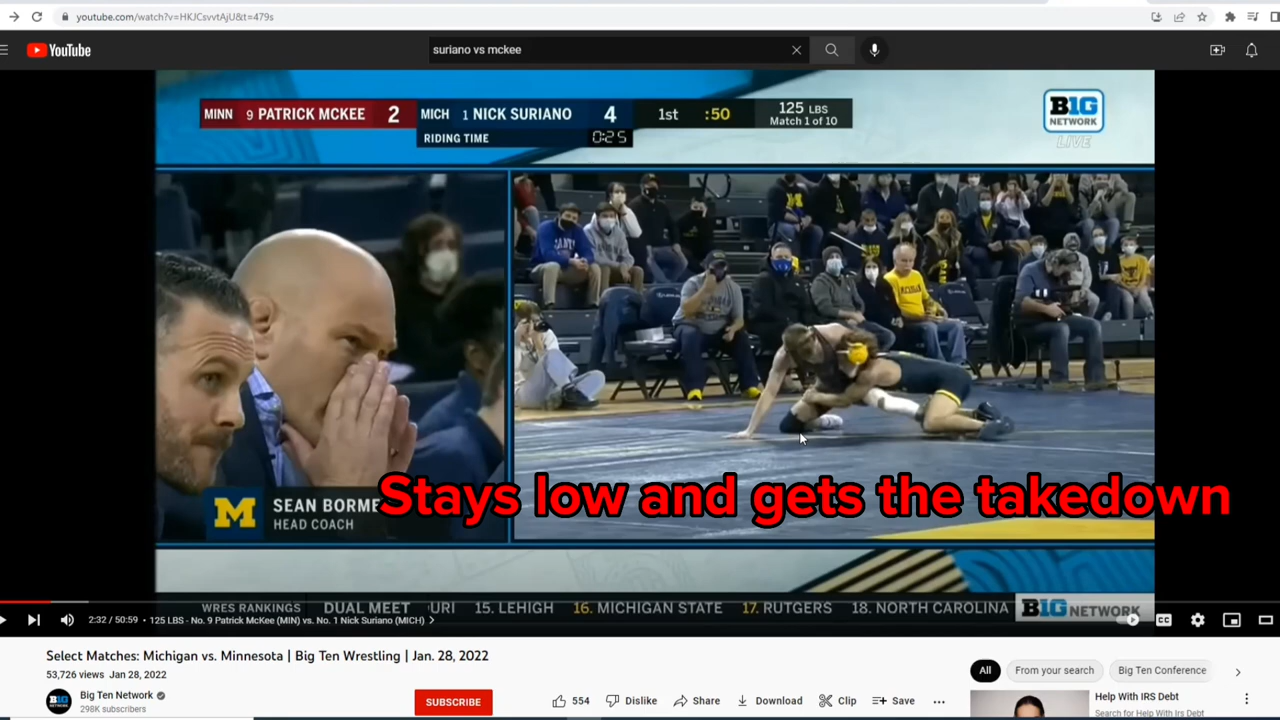 youtube.com/watch?v=HKJCsvvtAjU&t=479s
YouTube
suriano vs mckee
MINN 9 PATRICK MCKEE 2 MICH 1 NICK SURIANO 4 1st :50 125 LBS
Match 1 of 10
RIDING TIME 0:25
B1G
NETWORK
LIVE
M SEAN BORME
HEAD COACH
Stays low and gets the takedown
WRES RANKINGS DUAL MEET URI 15. LEHIGH 16. MICHIGAN STATE 17. RUTGERS 18. NORTH CAROLINA B1G NETWORK
2:32 / 50:59 • 125 LBS - No. 9 Patrick McKee (MIN) vs. No. 1 Nick Suriano (MICH)
CC
Select Matches: Michigan vs. Minnesota | Big Ten Wrestling | Jan. 28, 2022
53,726 views Jan 28, 2022
All From your search Big Ten Conference
Big Ten Network
298K subscribers
SUBSCRIBE
554 Dislike Share Download Clip Save
Help With IRS Debt
Search for Help With Irs Debt